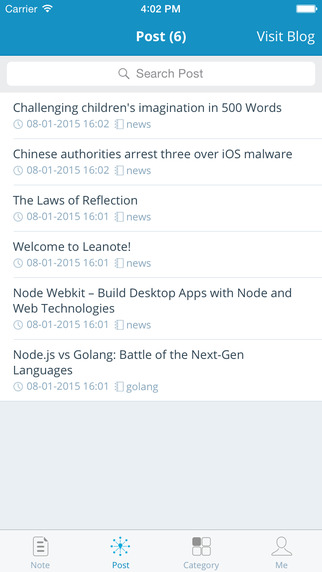 Carrier 4:02 PM
Post (6) Visit Blog
Search Post
Challenging children's imagination in 500 Words
08-01-2015 16:02 news
Chinese authorities arrest three over iOS malware
08-01-2015 16:02 news
The Laws of Reflection
08-01-2015 16:01 news
Welcome to Leanote!
08-01-2015 16:01 news
Node Webkit – Build Desktop Apps with Node and
Web Technologies
08-01-2015 16:01 news
Node.js vs Golang: Battle of the Next-Gen
Languages
08-01-2015 16:01 golang
Note Post Category Me